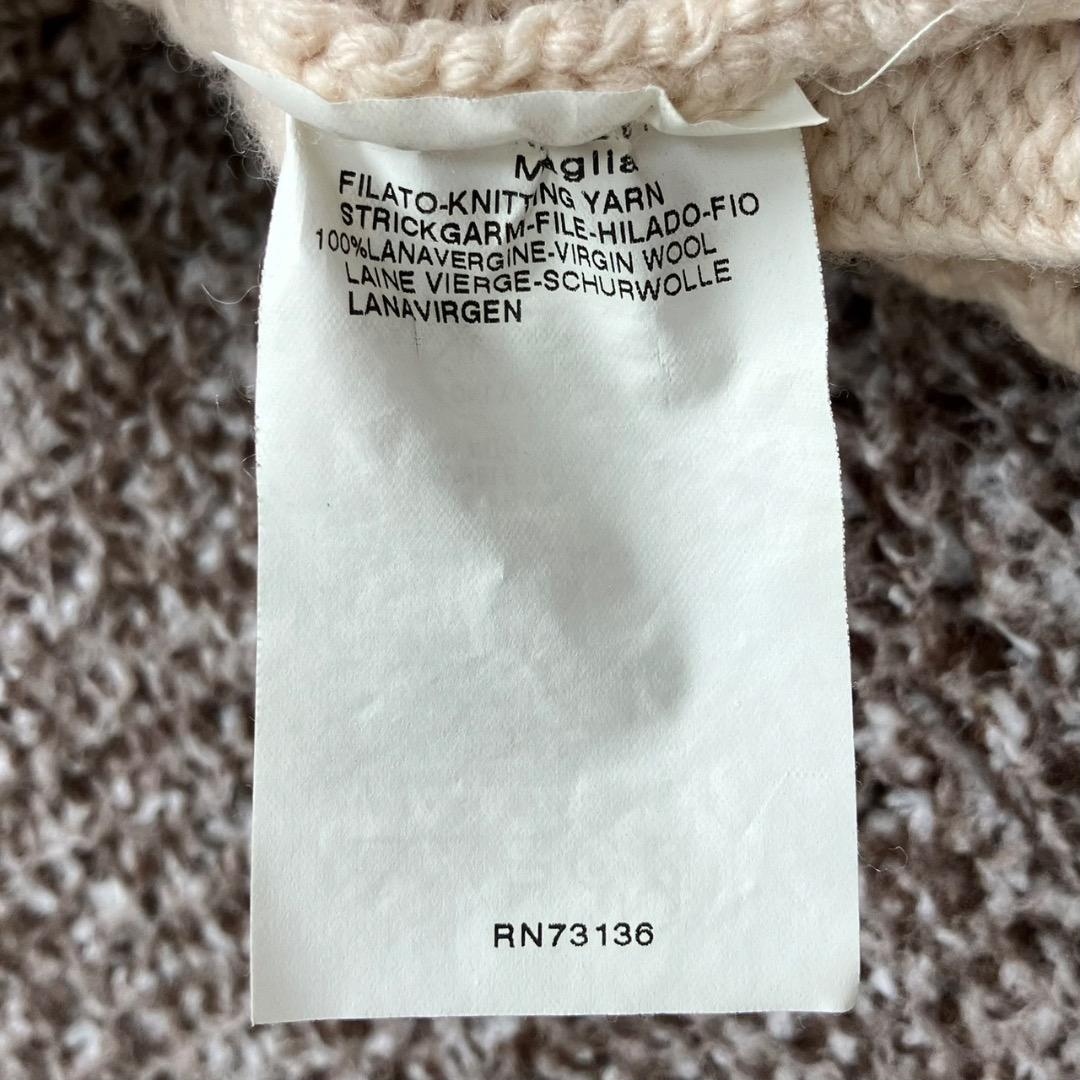 Maglia
FILATO-KNITTING YARN
STRICKGARM-FILE-HILADO-FIO
100%LANAVERGINE-VIRGIN WOOL
LAINE VIERGE-SCHURWOLLE
LANAVIRGEN
RN73136